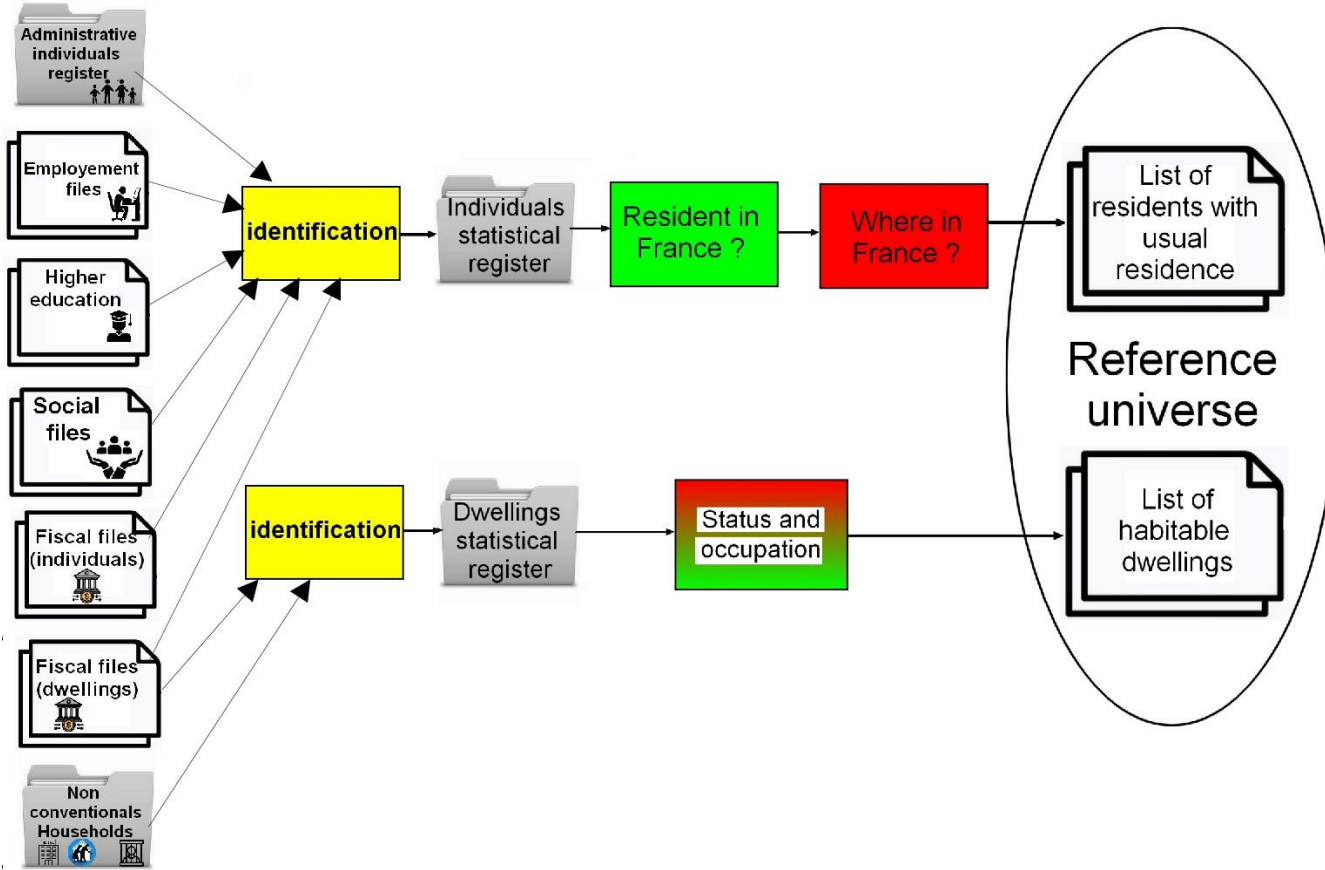 Administrative
individuals
register
Employement
files
Higher
education
Social
files
Fiscal files
(individuals)
Fiscal files
(dwellings)
Non
conventionals
Households
identification
Individuals
statistical
register
Resident in
France ?
Where in
France ?
List of
residents with
usual
residence
Reference
universe
identification
Dwellings
statistical
register
Status and
occupation
List of
habitable
dwellings